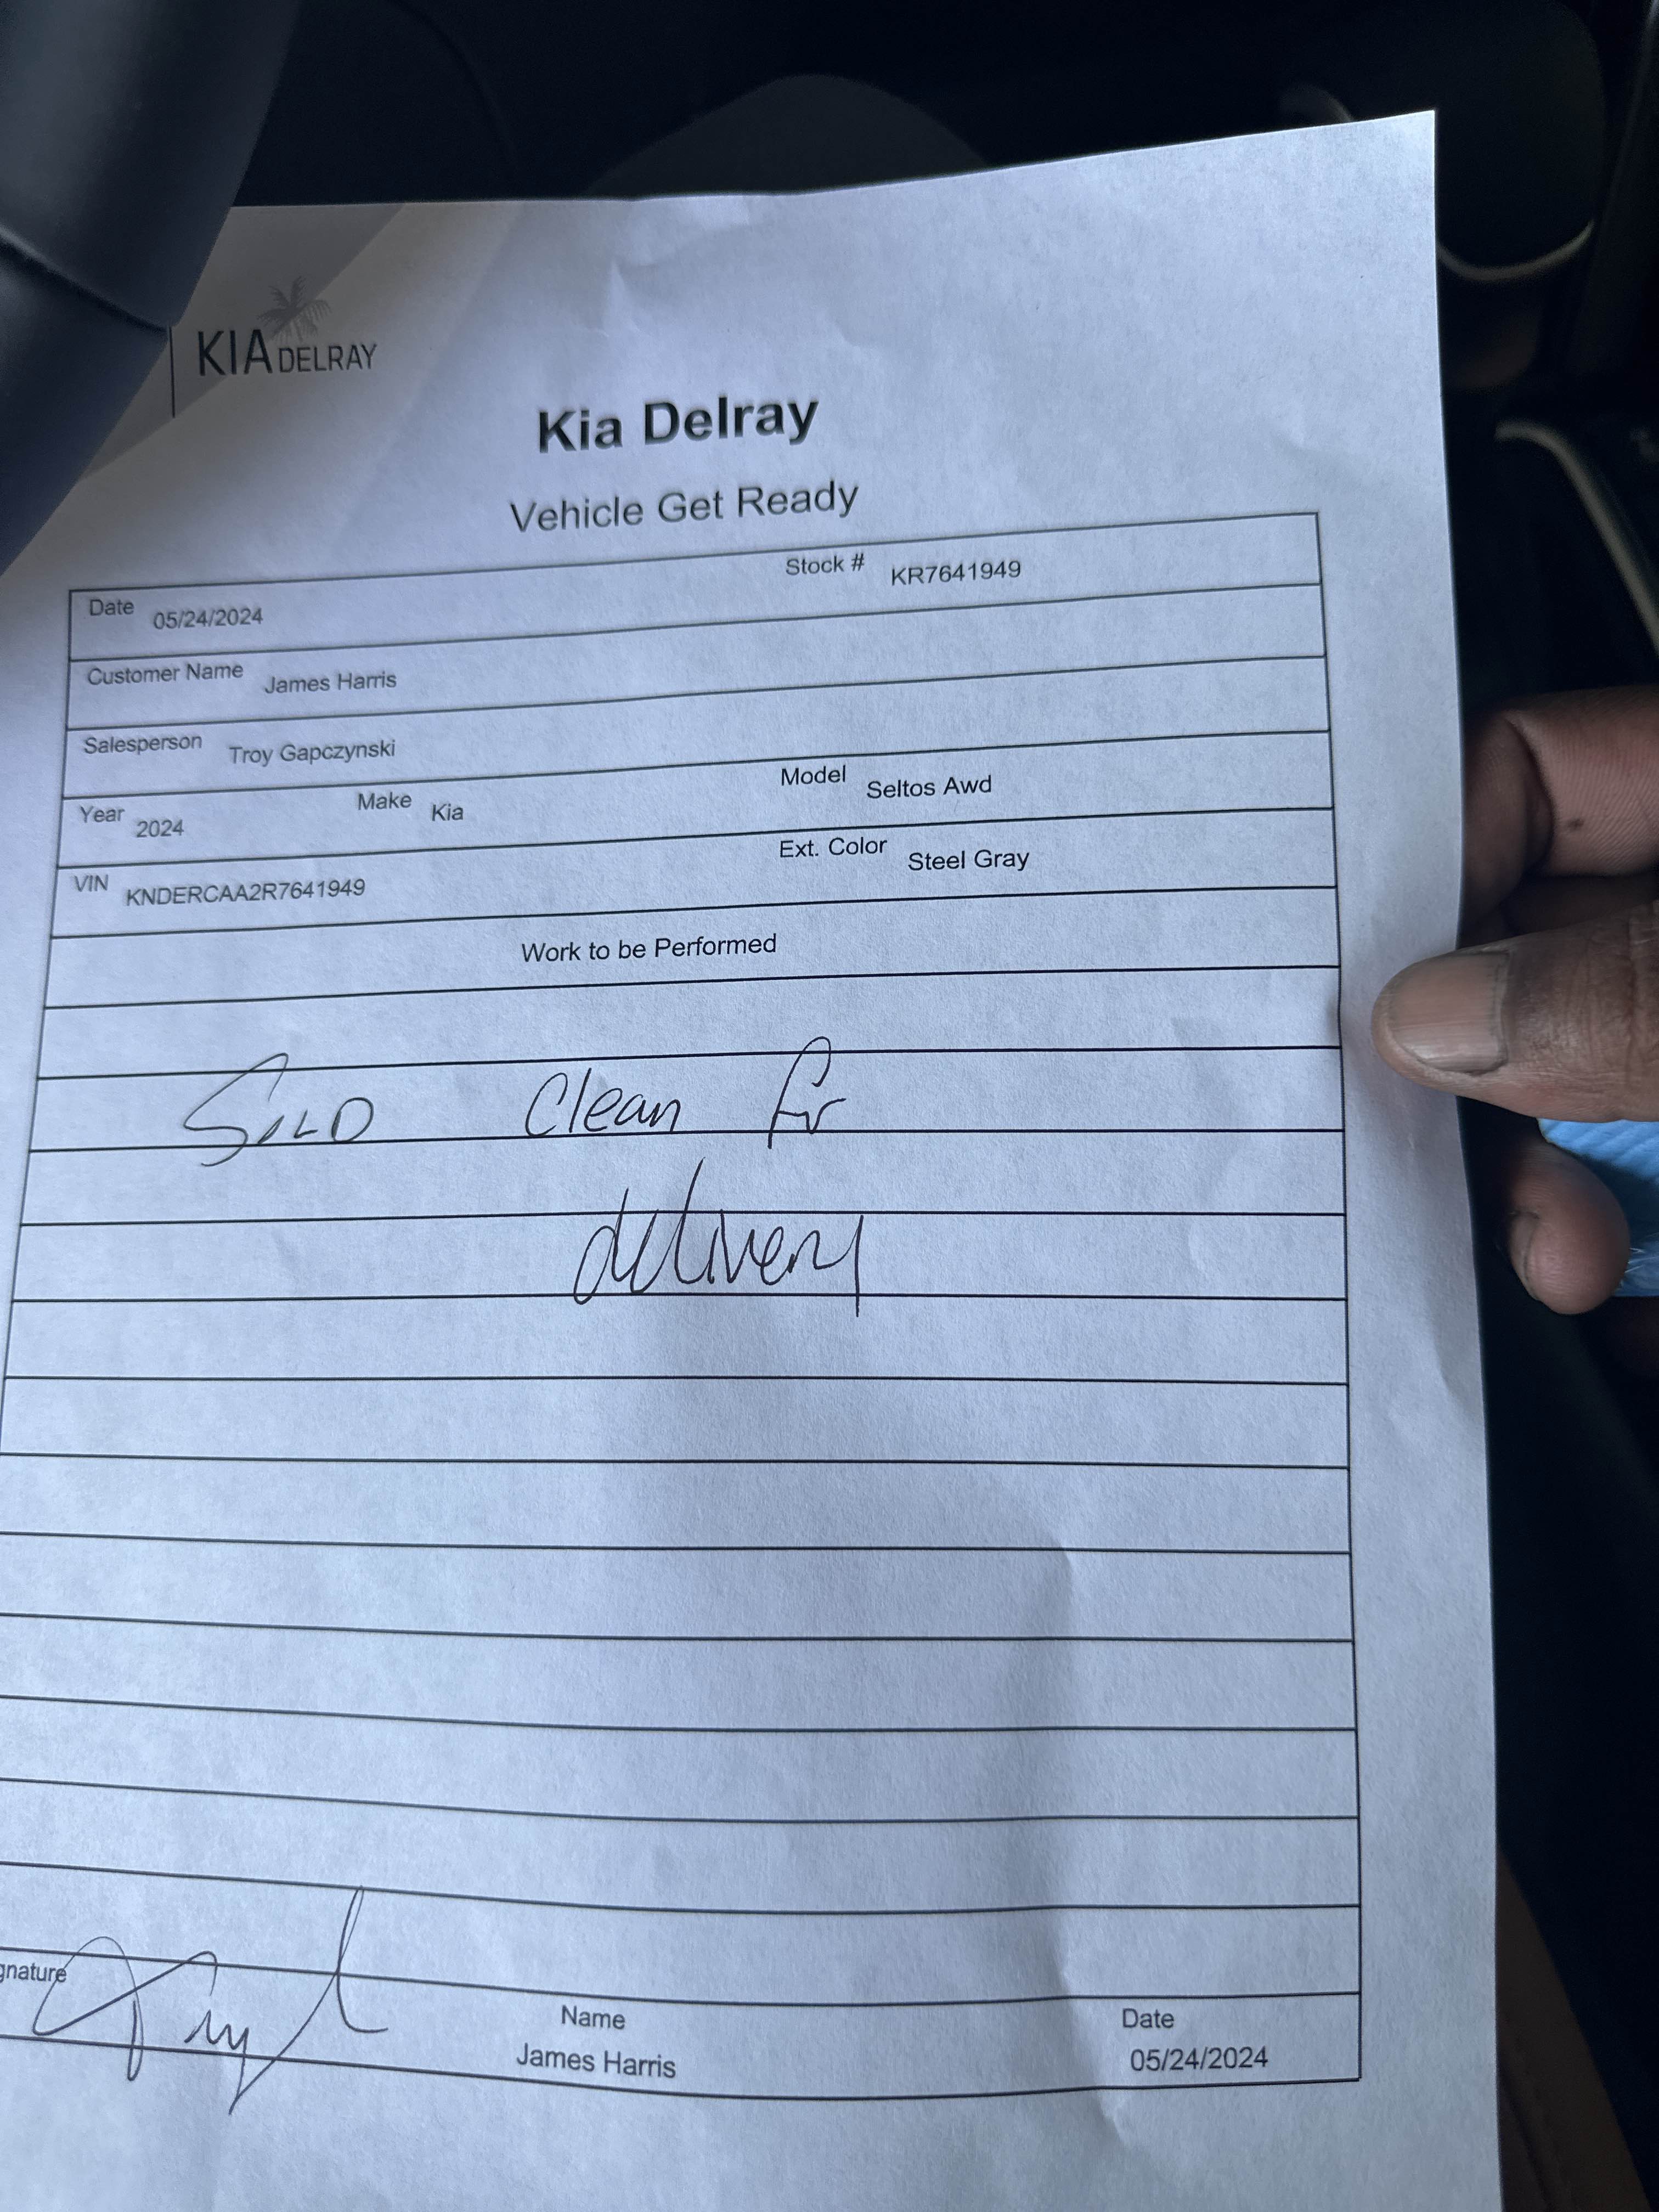 KIA DELRAY
Kia Delray
Vehicle Get Ready
Date 05/24/2024 Stock # KR7641949
Customer Name James Harris
Salesperson Troy Gapczynski
Year 2024 Make Kia Model Seltos Awd
VIN KNDERCAA2R7641949 Ext. Color Steel Gray
Work to be Performed
SOLD Clean for
delivery
gnature Name Date
James Harris 05/24/2024